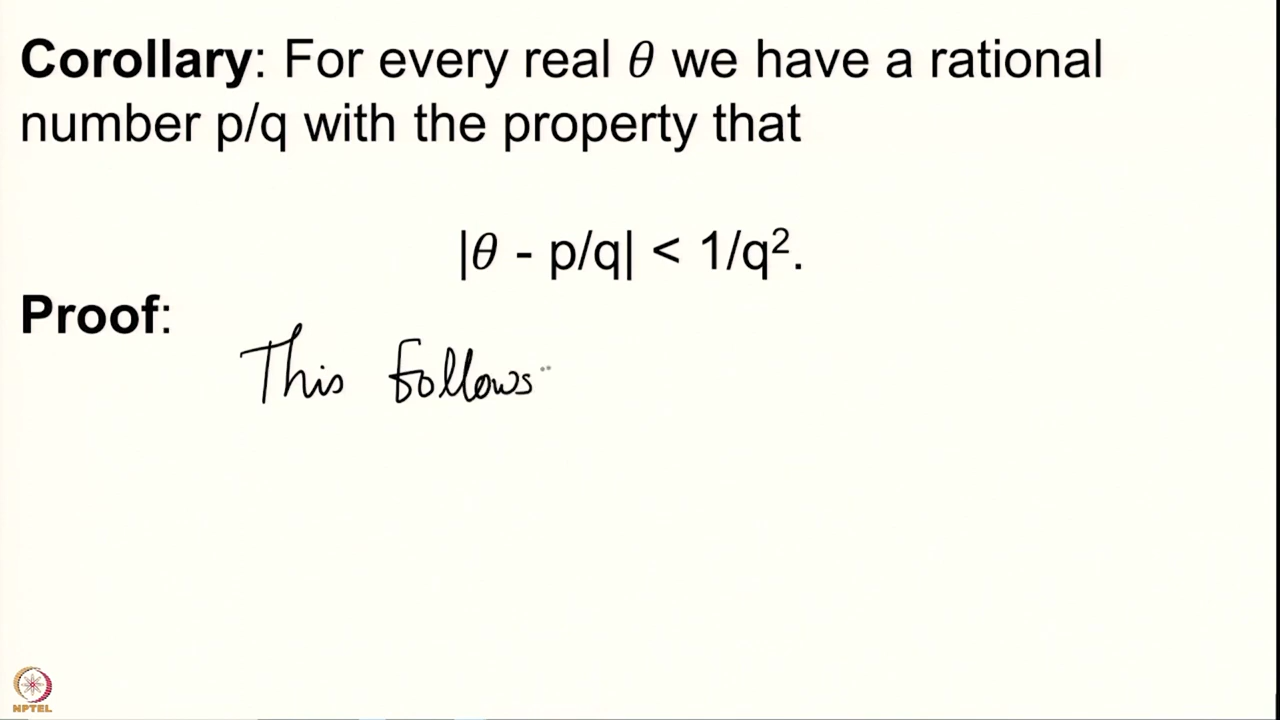 Corollary: For every real θ we have a rational
number p/q with the property that
|θ - p/q| < 1/q².
Proof:
This follows
NPTEL